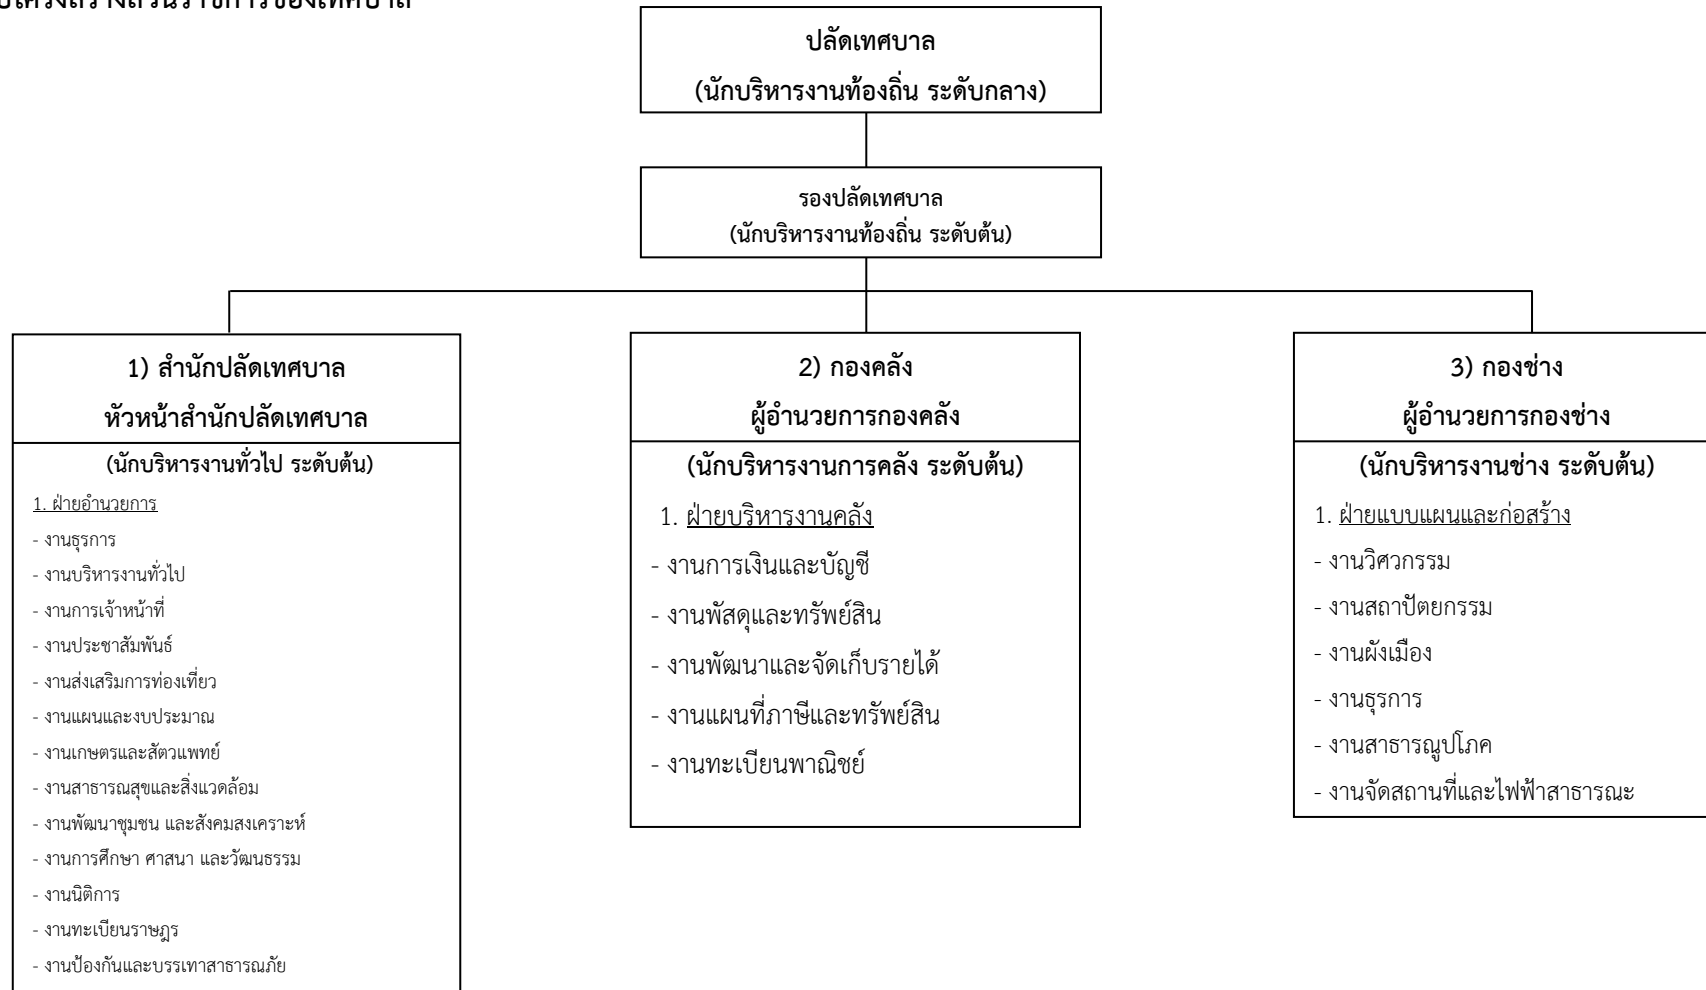 โครงสร้างส่วนราชการของเทศบาล
ปลัดเทศบาล
(นักบริหารงานท้องถิ่น ระดับกลาง)
รองปลัดเทศบาล
(นักบริหารงานท้องถิ่น ระดับต้น)
1) สำนักปลัดเทศบาล
หัวหน้าสำนักปลัดเทศบาล
(นักบริหารงานทั่วไป ระดับต้น)
1. ฝ่ายอำนวยการ
- งานธุรการ
- งานบริหารงานทั่วไป
- งานการเจ้าหน้าที่
- งานประชาสัมพันธ์
- งานส่งเสริมการท่องเที่ยว
- งานแผนและงบประมาณ
- งานเกษตรและสัตวแพทย์
- งานสาธารณสุขและสิ่งแวดล้อม
- งานพัฒนาชุมชน และสังคมสงเคราะห์
- งานการศึกษา ศาสนา และวัฒนธรรม
- งานนิติการ
- งานทะเบียนราษฎร
- งานป้องกันและบรรเทาสาธารณภัย
2) กองคลัง
ผู้อำนวยการกองคลัง
(นักบริหารงานการคลัง ระดับต้น)
1. ฝ่ายบริหารงานคลัง
- งานการเงินและบัญชี
- งานพัสดุและทรัพย์สิน
- งานพัฒนาและจัดเก็บรายได้
- งานแผนที่ภาษีและทรัพย์สิน
- งานทะเบียนพาณิชย์
3) กองช่าง
ผู้อำนวยการกองช่าง
(นักบริหารงานช่าง ระดับต้น)
1. ฝ่ายแบบแผนและก่อสร้าง
- งานวิศวกรรม
- งานสถาปัตยกรรม
- งานผังเมือง
- งานธุรการ
- งานสาธารณูปโภค
- งานจัดสถานที่และไฟฟ้าสาธารณะ